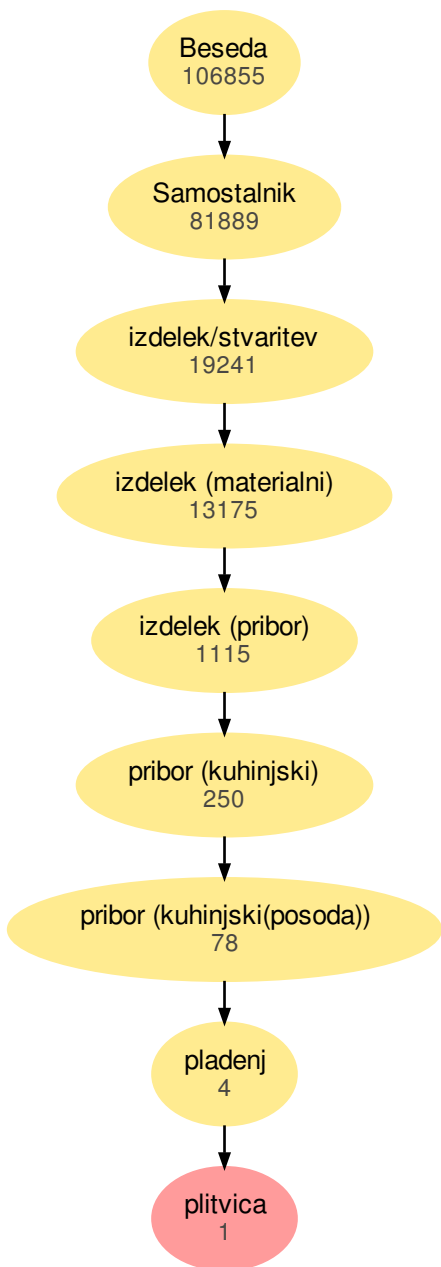 Beseda
106855
Samostalnik
81889
izdelek/stvaritev
19241
izdelek (materialni)
13175
izdelek (pribor)
1115
pribor (kuhinjski)
250
pribor (kuhinjski(posoda))
78
pladenj
4
plitvica
1